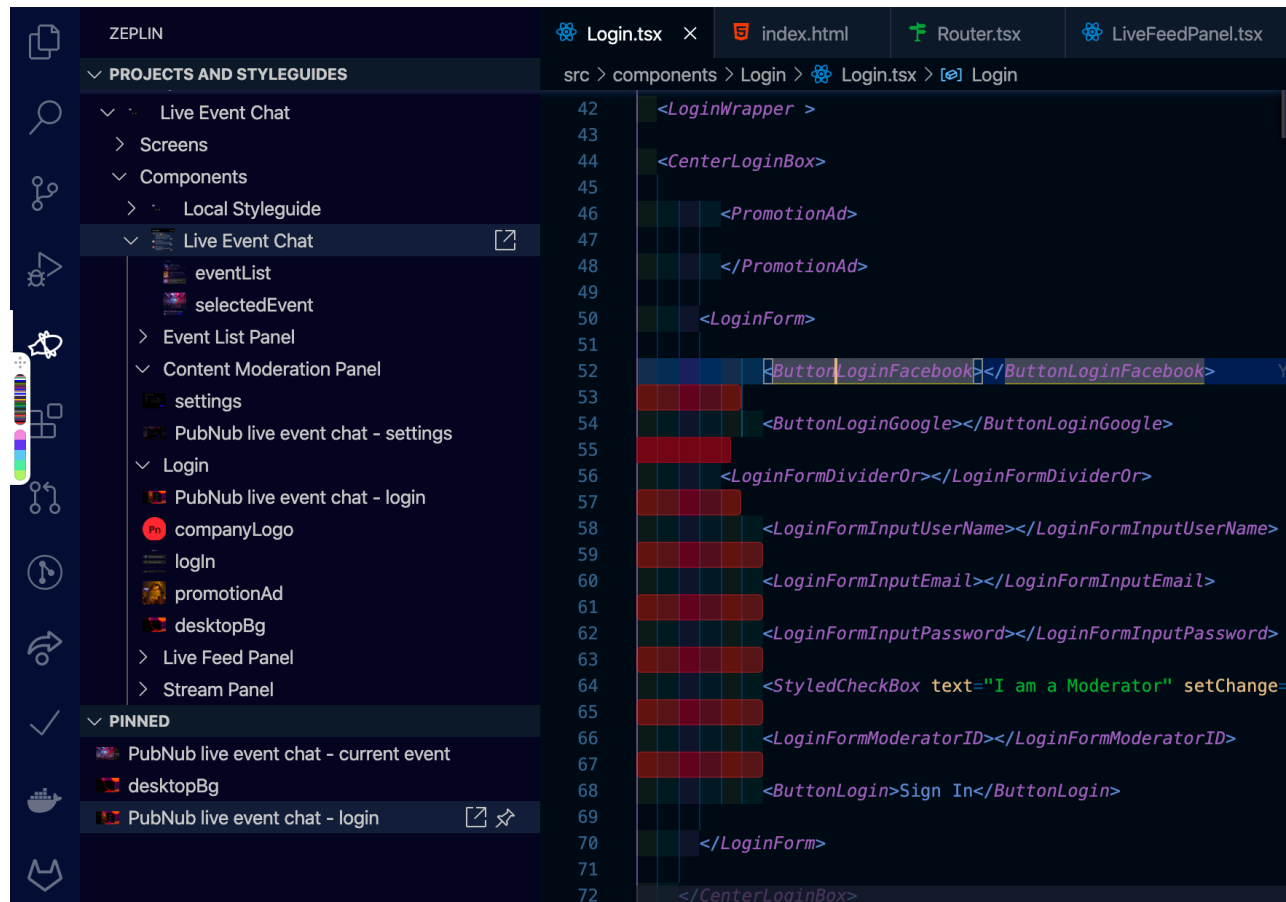 ZEPLIN
PROJECTS AND STYLEGUIDES
Live Event Chat
Screens
Components
Local Styleguide
Live Event Chat
eventList
selectedEvent
Event List Panel
Content Moderation Panel
settings
PubNub live event chat - settings
Login
PubNub live event chat - login
Pn
companyLogo
logIn
promotionAd
desktopBg
Live Feed Panel
Stream Panel
PINNED
PubNub live event chat - current event
desktopBg
PubNub live event chat - login
Login.tsx
index.html
Router.tsx
LiveFeedPanel.tsx
src > components > Login > Login.tsx > Login
42 <LoginWrapper >
43
44 <CenterLoginBox>
45
46 <PromotionAd>
47
48 </PromotionAd>
49
50 <LoginForm>
51
52 <ButtonLoginFacebook></ButtonLoginFacebook> Y
53
54 <ButtonLoginGoogle></ButtonLoginGoogle>
55
56 <LoginFormDividerOr></LoginFormDividerOr>
57
58 <LoginFormInputUserName></LoginFormInputUserName>
59
60 <LoginFormInputEmail></LoginFormInputEmail>
61
62 <LoginFormInputPassword></LoginFormInputPassword>
63
64 <StyledCheckBox text="I am a Moderator" setChange=
65
66 <LoginFormModeratorID></LoginFormModeratorID>
67
68 <ButtonLogin>Sign In</ButtonLogin>
69
70 </LoginForm>
71
72 </CenterLoginBox>